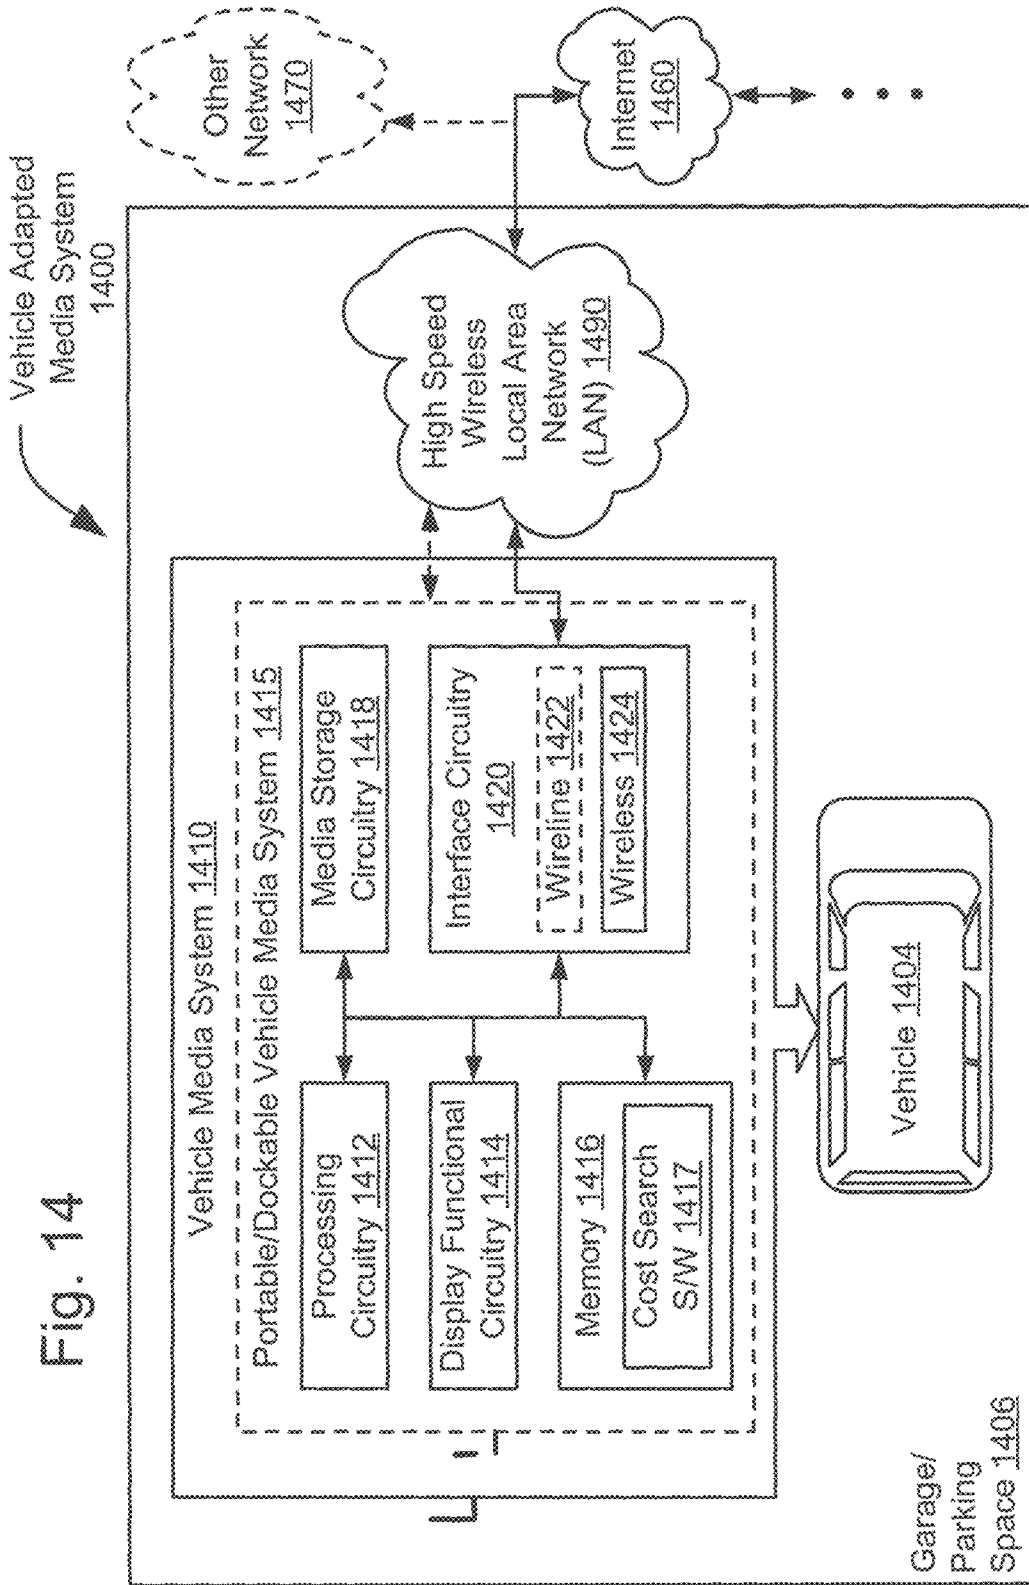 Fig. 14
Vehicle Adapted
Media System
1400
Other
Network
1470
Internet
1460
Vehicle Media System 1410
Portable/Dockable Vehicle Media System 1415
Processing
Circuitry 1412
Display Functional
Circuitry 1414
Memory 1416
Cost Search
S/W 1417
Media Storage
Circuitry 1418
Interface Circuitry
1420
Wireline 1422
Wireless 1424
High Speed
Wireless
Local Area
Network
(LAN) 1490
Vehicle 1404
Garage/
Parking
Space 1406